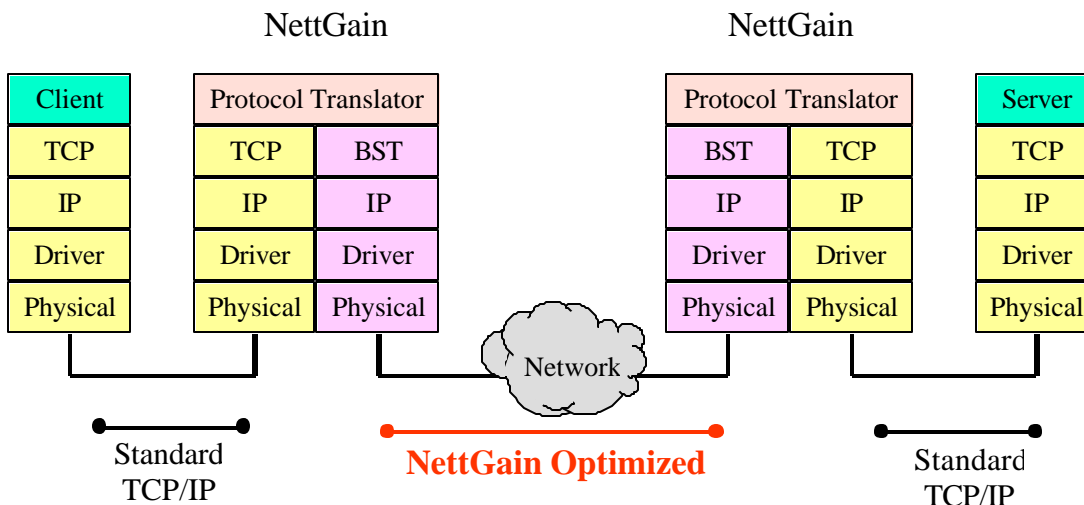 NettGain
NettGain
Client
Protocol Translator
Protocol Translator
Server
TCP
TCP
BST
BST
TCP
TCP
IP
IP
IP
IP
IP
IP
Driver
Driver
Driver
Driver
Driver
Driver
Physical
Physical
Physical
Physical
Physical
Physical
Network
Standard
TCP/IP
NettGain Optimized
Standard
TCP/IP